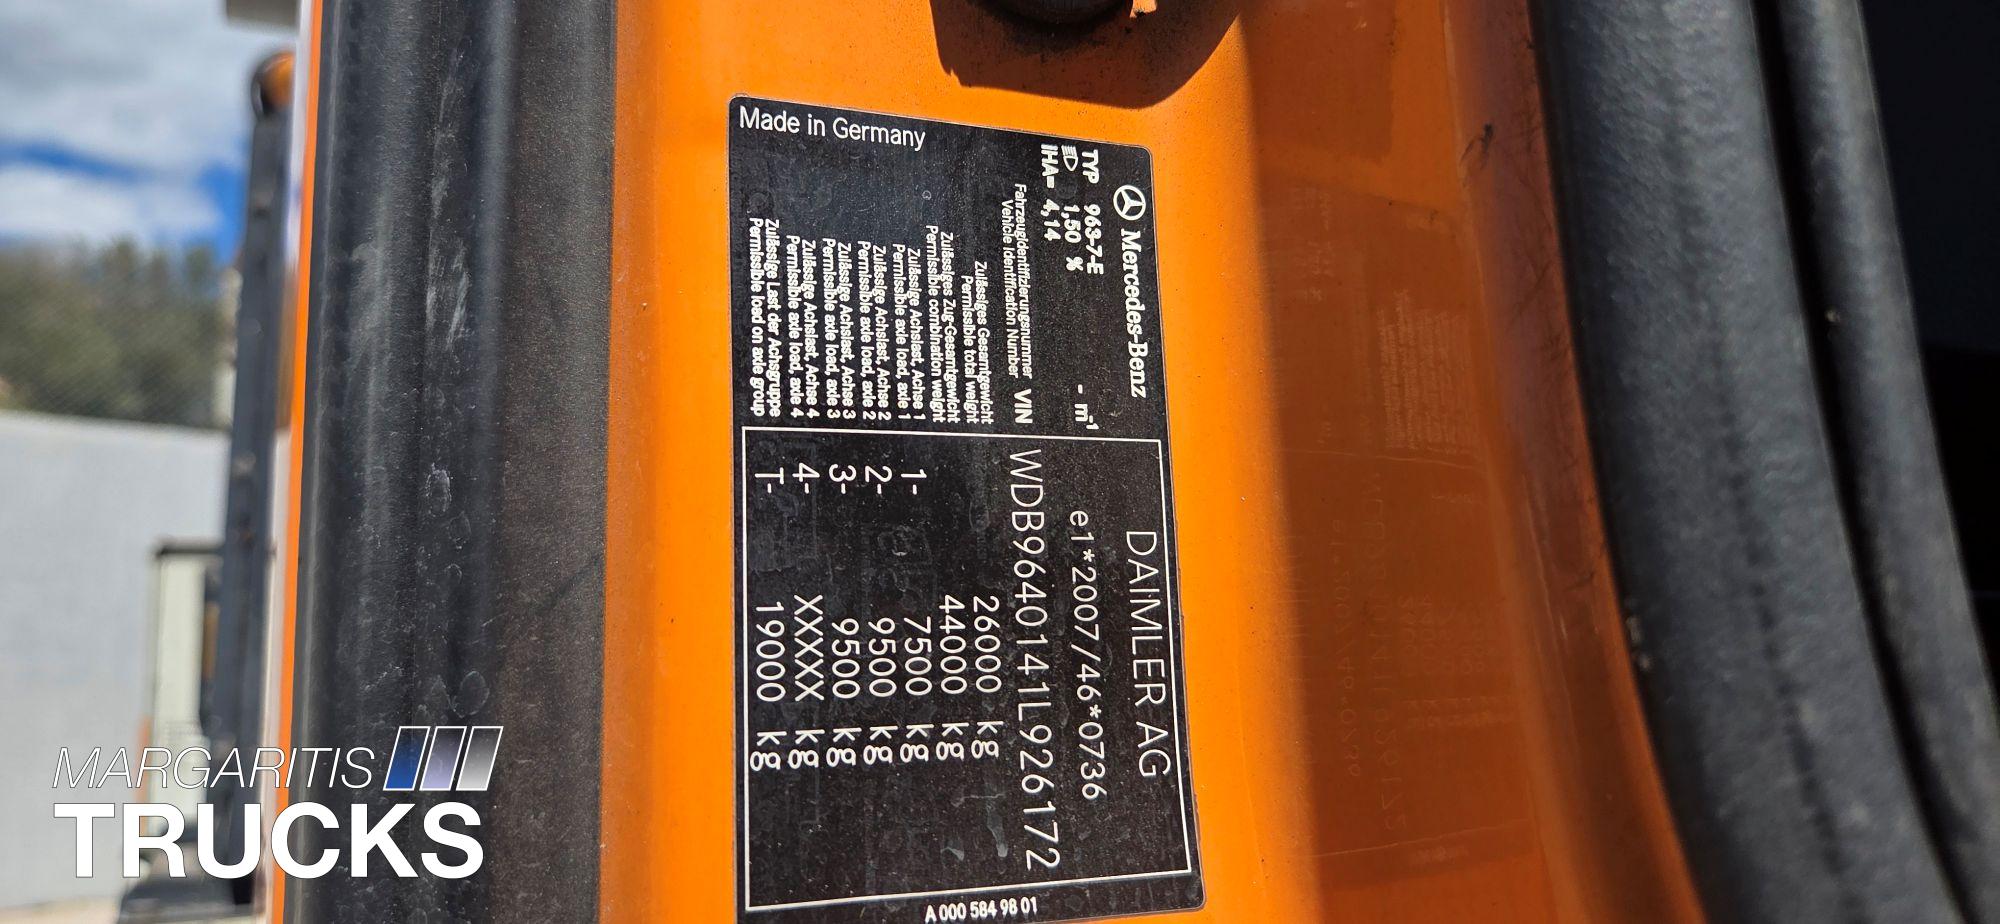 Mercedes-Benz DAIMLER AG
TYP 963-7-E
1,50 % - m-1 e1*2007/46*0736
IHA= 4,14
Fahrzeugidentifizierungsnummer
Vehicle Identification Number VIN WDB9640141L926172
Zulässiges Gesamtgewicht
Permissible total weight 26000 kg
Zulässiges Zug-Gesamtgewicht
Permissible combination weight 44000 kg
Zulässige Achslast, Achse 1
Permissible axle load, axle 1 1- 7500 kg
Zulässige Achslast, Achse 2
Permissible axle load, axle 2 2- 9500 kg
Zulässige Achslast, Achse 3
Permissible axle load, axle 3 3- 9500 kg
Zulässige Achslast, Achse 4
Permissible axle load, axle 4 4- XXXXX kg
Zulässige Last der Achsgruppe
Permissible load on axle group T- 19000 kg
Made in Germany
A 000 584 98 01
MARGARITIS
TRUCKS